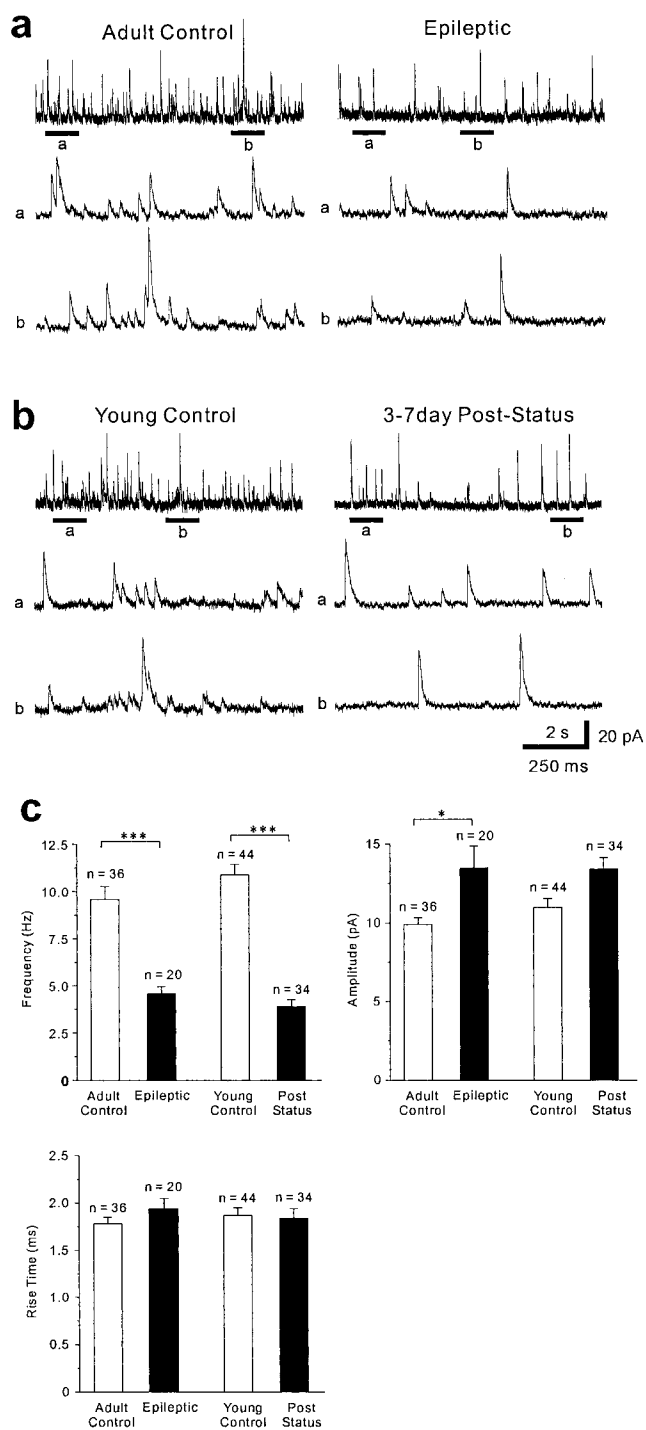 a
Adult Control
Epileptic
a
b
a
b
a
a
b
b
b
Young Control
3-7day Post-Status
a
b
a
b
a
a
b
b
2 s
20 pA
250 ms
c
12.5
10.0
7.5
5.0
2.5
0
Frequency (Hz)
***
***
n = 36
n = 20
n = 44
n = 34
Adult Control
Epileptic
Young Control
Post Status
15
10
5
0
Amplitude (pA)
*
n = 36
n = 20
n = 44
n = 34
Adult Control
Epileptic
Young Control
Post Status
2.5
2.0
1.5
1.0
0.5
0
Rise Time (ms)
n = 36
n = 20
n = 44
n = 34
Adult Control
Epileptic
Young Control
Post Status